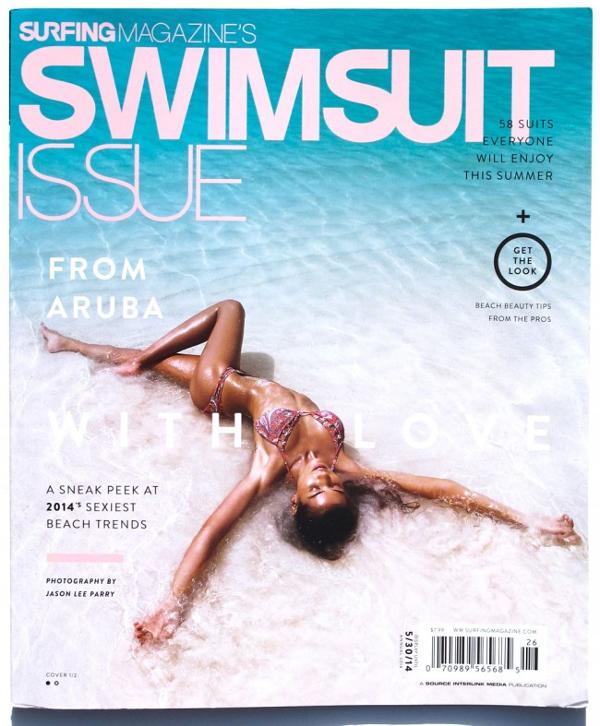 SURFING MAGAZINE'S
SWIMSUIT
ISSUE
58 SUITS
EVERYONE
WILL ENJOY
THIS SUMMER
+
GET
THE
LOOK
BEACH BEAUTY TIPS
FROM THE PROS
FROM
ARUBA
WITH LOVE
A SNEAK PEEK AT
2014'S SEXIEST
BEACH TRENDS
PHOTOGRAPHY BY
JASON LEE PARRY
COVER 1/2
5/30/14
$7.99 WWW.SURFINGMAGAZINE.COM
26
0 70989 56568 5
A SOURCE INTERLINK MEDIA PUBLICATION